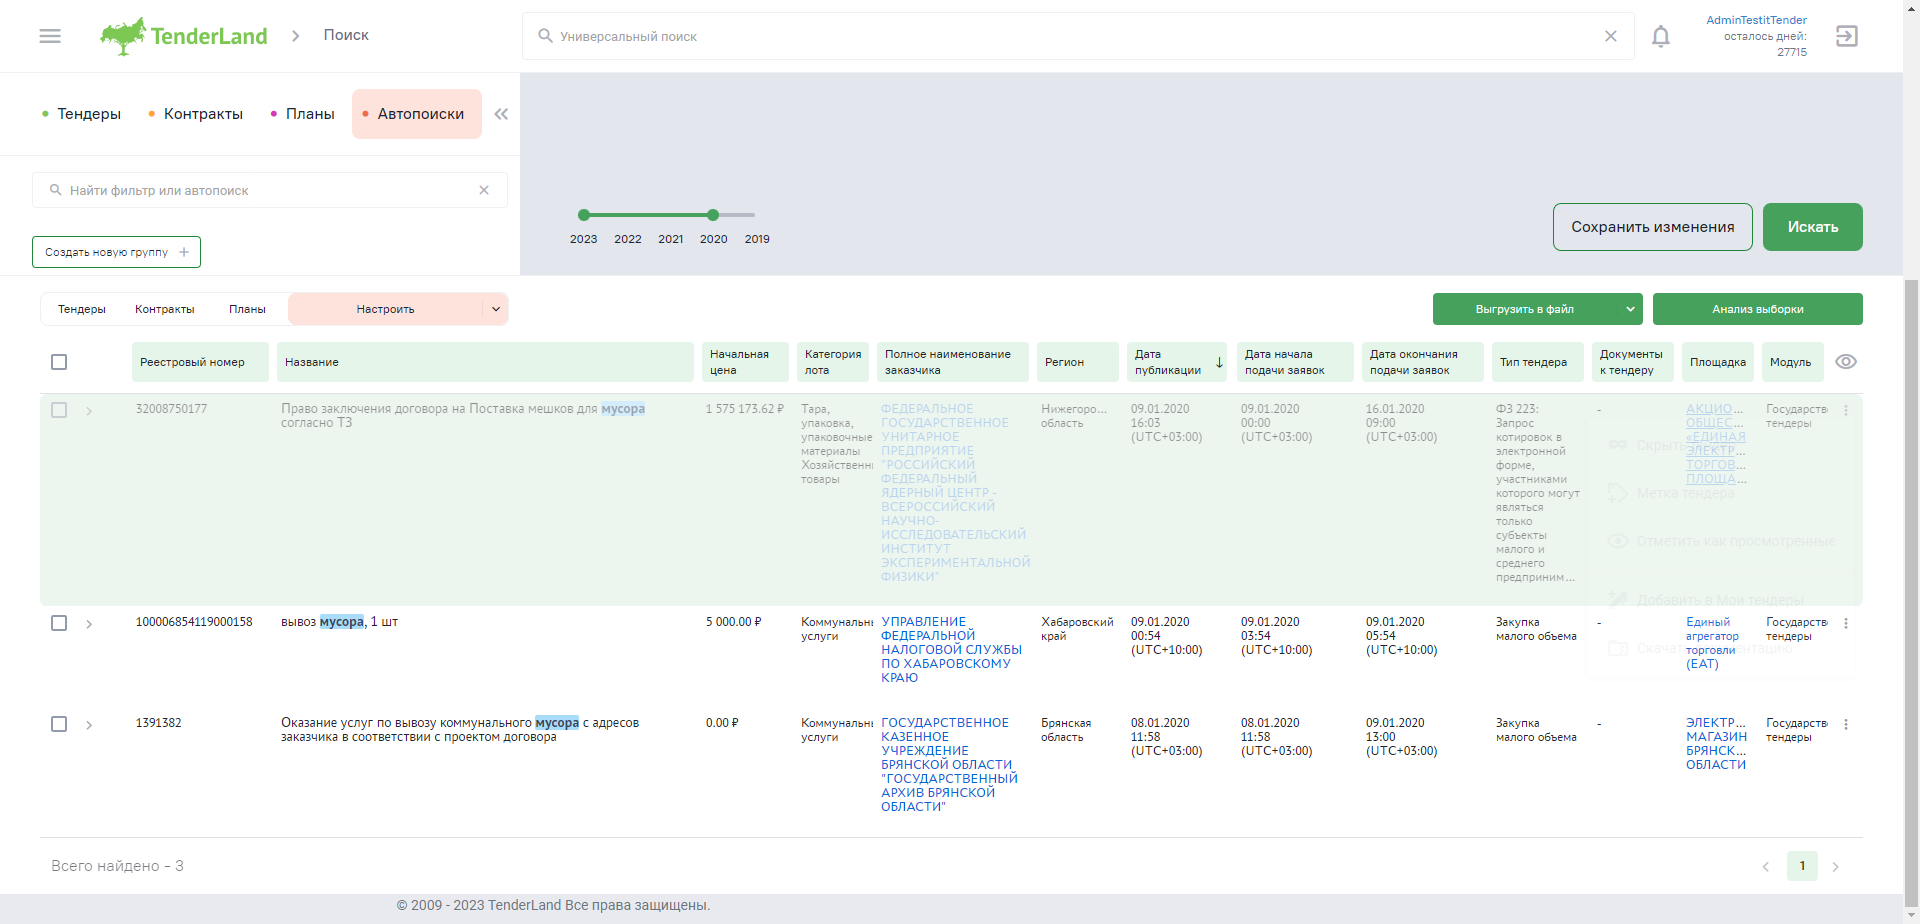 TenderLand
Поиск
Универсальный поиск
AdminTestitTender
осталось дней:
27715
Тендеры
Контракты
Планы
Автопоиски
Найти фильтр или автопоиск
Создать новую группу
2023 2022 2021 2020 2019
Сохранить изменения
Искать
Тендеры
Контракты
Планы
Настроить
Выгрузить в файл
Анализ выборки
Реестровый номер
Название
Начальная
цена
Категория
лота
Полное наименование
заказчика
Регион
Дата
публикации
Дата начала
подачи заявок
Дата окончания
подачи заявок
Тип тендера
Документы
к тендеру
Площадка
Модуль
32008750177
Право заключения договора на Поставка мешков для мусора
согласно ТЗ
1 575 173.62 ₽
Тара,
упаковка,
упаковочные
материалы
Хозяйственн
товары
ФЕДЕРАЛЬНОЕ
ГОСУДАРСТВЕННОЕ
УНИТАРНОЕ
ПРЕДПРИЯТИЕ
"РОССИЙСКИЙ
ФЕДЕРАЛЬНЫЙ
ЯДЕРНЫЙ ЦЕНТР -
ВСЕРОССИЙСКИЙ
НАУЧНО-
ИССЛЕДОВАТЕЛЬСКИЙ
ИНСТИТУТ
ЭКСПЕРИМЕНТАЛЬНОЙ
ФИЗИКИ"
Нижегоро...
область
09.01.2020
16:03
(UTC+03:00)
09.01.2020
00:00
(UTC+03:00)
16.01.2020
09:00
(UTC+03:00)
ФЗ 223:
Запрос
котировок в
электронной
форме,
участниками
которого могут
являться
только
субъекты
малого и
среднего
предприним...
-
АКЦИО...
ОБЩЕС...
«ЕДИНАЯ
ЭЛЕКТР...
ТОРГОВ...
ПЛОЩА...
Государств
тендеры
Скрыть
Метка тендера
Отметить как просмотренные
Добавить в Мои тендеры
100006854119000158
вывоз мусора, 1 шт
5 000.00 ₽
Коммунальн
услуги
УПРАВЛЕНИЕ
ФЕДЕРАЛЬНОЙ
НАЛОГОВОЙ СЛУЖБЫ
ПО ХАБАРОВСКОМУ
КРАЮ
Хабаровский
край
09.01.2020
00:54
(UTC+10:00)
09.01.2020
03:54
(UTC+10:00)
09.01.2020
05:54
(UTC+10:00)
Закупка
малого объема
-
Единый
агрегатор
торговли
(ЕАТ)
Государств
тендеры
1391382
Оказание услуг по вывозу коммунального мусора с адресов
заказчика в соответствии с проектом договора
0.00 ₽
Коммунальн
услуги
ГОСУДАРСТВЕННОЕ
КАЗЕННОЕ
УЧРЕЖДЕНИЕ
БРЯНСКОЙ ОБЛАСТИ
"ГОСУДАРСТВЕННЫЙ
АРХИВ БРЯНСКОЙ
ОБЛАСТИ"
Брянская
область
08.01.2020
11:58
(UTC+03:00)
08.01.2020
11:58
(UTC+03:00)
09.01.2020
13:00
(UTC+03:00)
Закупка
малого объема
-
ЭЛЕКТР...
МАГАЗИН
БРЯНСК...
ОБЛАСТИ
Государств
тендеры
Всего найдено - 3
1
© 2009 - 2023 TenderLand Все права защищены.